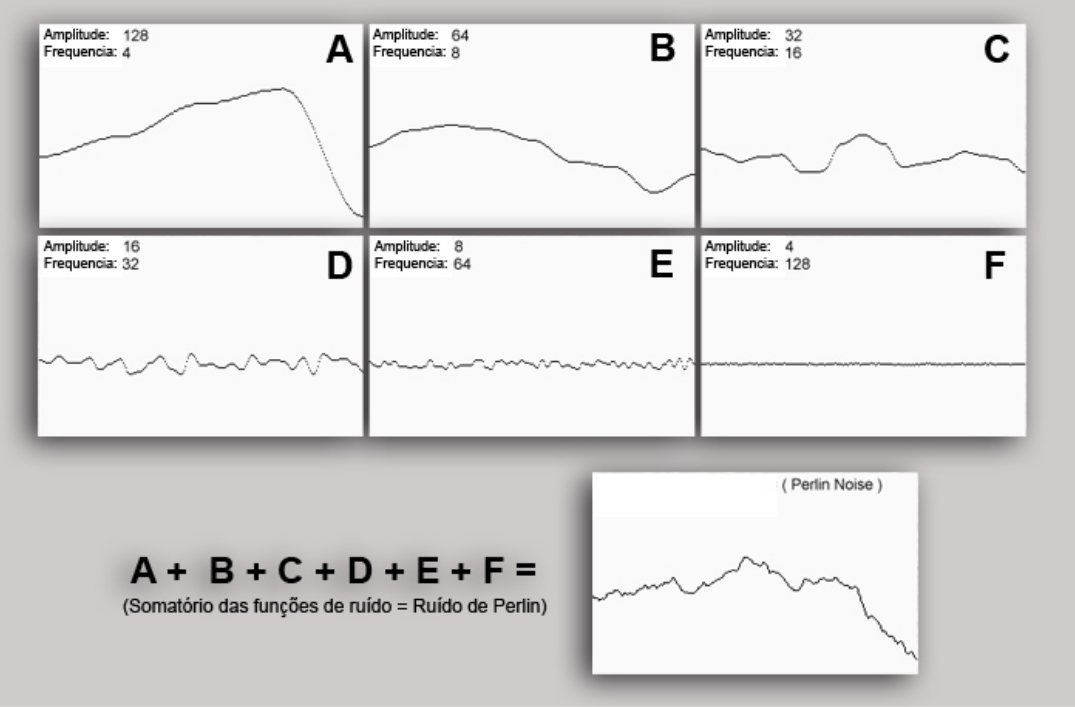 Amplitude: 128
Frequencia: 4
A
Amplitude: 64
Frequencia: 8
B
Amplitude: 32
Frequencia: 16
C
Amplitude: 16
Frequencia: 32
D
Amplitude: 8
Frequencia: 64
E
Amplitude: 4
Frequencia: 128
F
( Perlin Noise )
A + B + C + D + E + F =
(Somatório das funções de ruído = Ruído de Perlin)